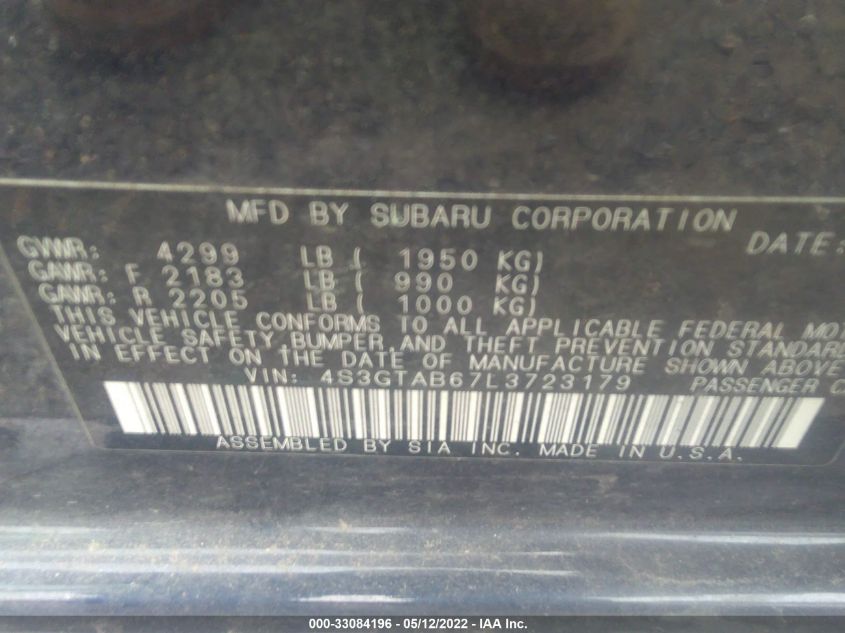 MFD BY SUBARU CORPORATION
DATE:
GVWR: 4299 LB ( 1950 KG)
GAWR: F 2183 LB ( 990 KG)
GAWR: R 2205 LB ( 1000 KG)
THIS VEHICLE CONFORMS TO ALL APPLICABLE FEDERAL MOT
VEHICLE SAFETY, BUMPER, AND THEFT PREVENTION STANDARD
IN EFFECT ON THE DATE OF MANUFACTURE SHOWN ABOVE
VIN: 4S3GTAB67L3723179 PASSENGER C
ASSEMBLED BY SIA INC. MADE IN U.S.A.
000-33084196 - 05/12/2022 - IAA Inc.